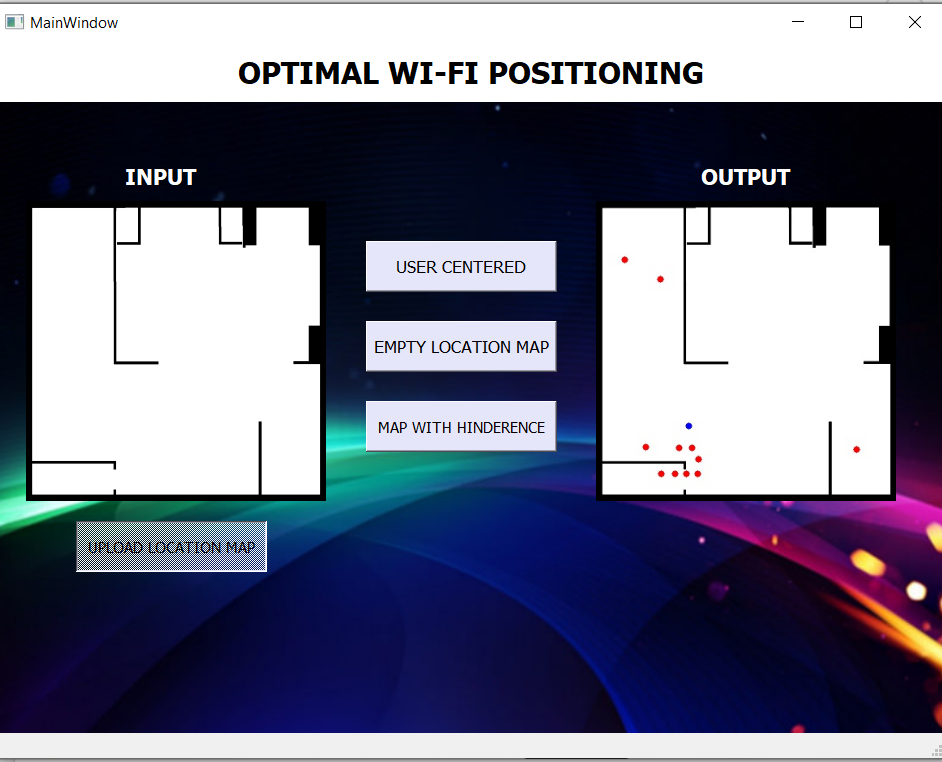 MainWindow
OPTIMAL WI-FI POSITIONING
INPUT
OUTPUT
USER CENTERED
EMPTY LOCATION MAP
MAP WITH HINDERENCE
UPLOAD LOCATION MAP